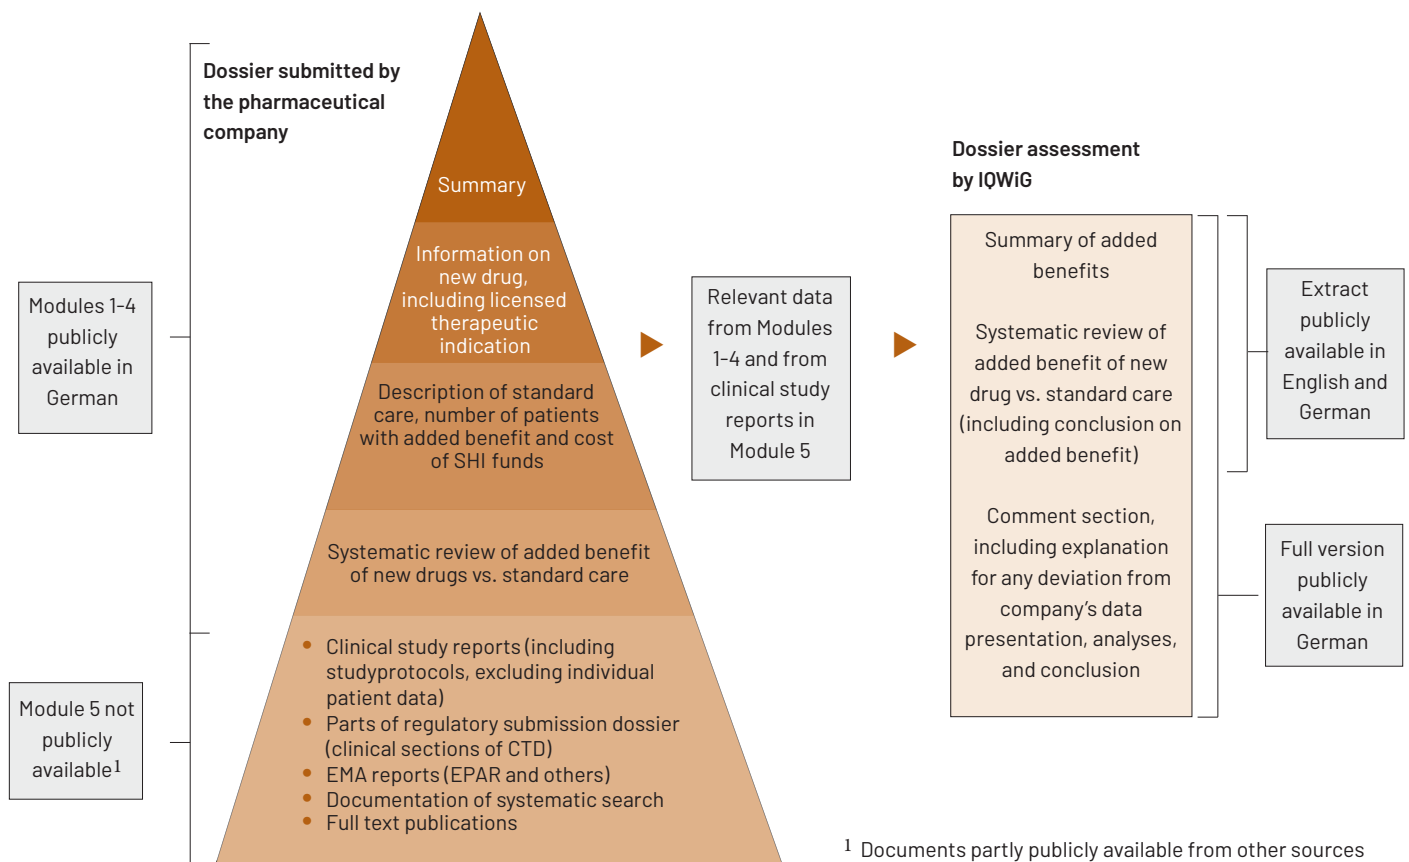 Dossier submitted by
the pharmaceutical
company
Modules 1-4
publicly
available in
German
Module 5 not
publicly
available1
Summary
Information on
new drug,
including licensed
therapeutic
indication
Description of standard
care, number of patients
with added benefit and cost
of SHI funds
Systematic review of added benefit
of new drugs vs. standard care
• Clinical study reports (including
studyprotocols, excluding individual
patient data)
• Parts of regulatory submission dossier
(clinical sections of CTD)
• EMA reports (EPAR and others)
• Documentation of systematic search
• Full text publications
Relevant data
from Modules
1-4 and from
clinical study
reports in
Module 5
Dossier assessment
by IQWiG
Summary of added
benefits
Systematic review of
added benefit of new
drug vs. standard care
(including conclusion on
added benefit)
Comment section,
including explanation
for any deviation from
company's data
presentation, analyses,
and conclusion
Extract
publicly
available in
English and
German
Full version
publicly
available in
German
1 Documents partly publicly available from other sources